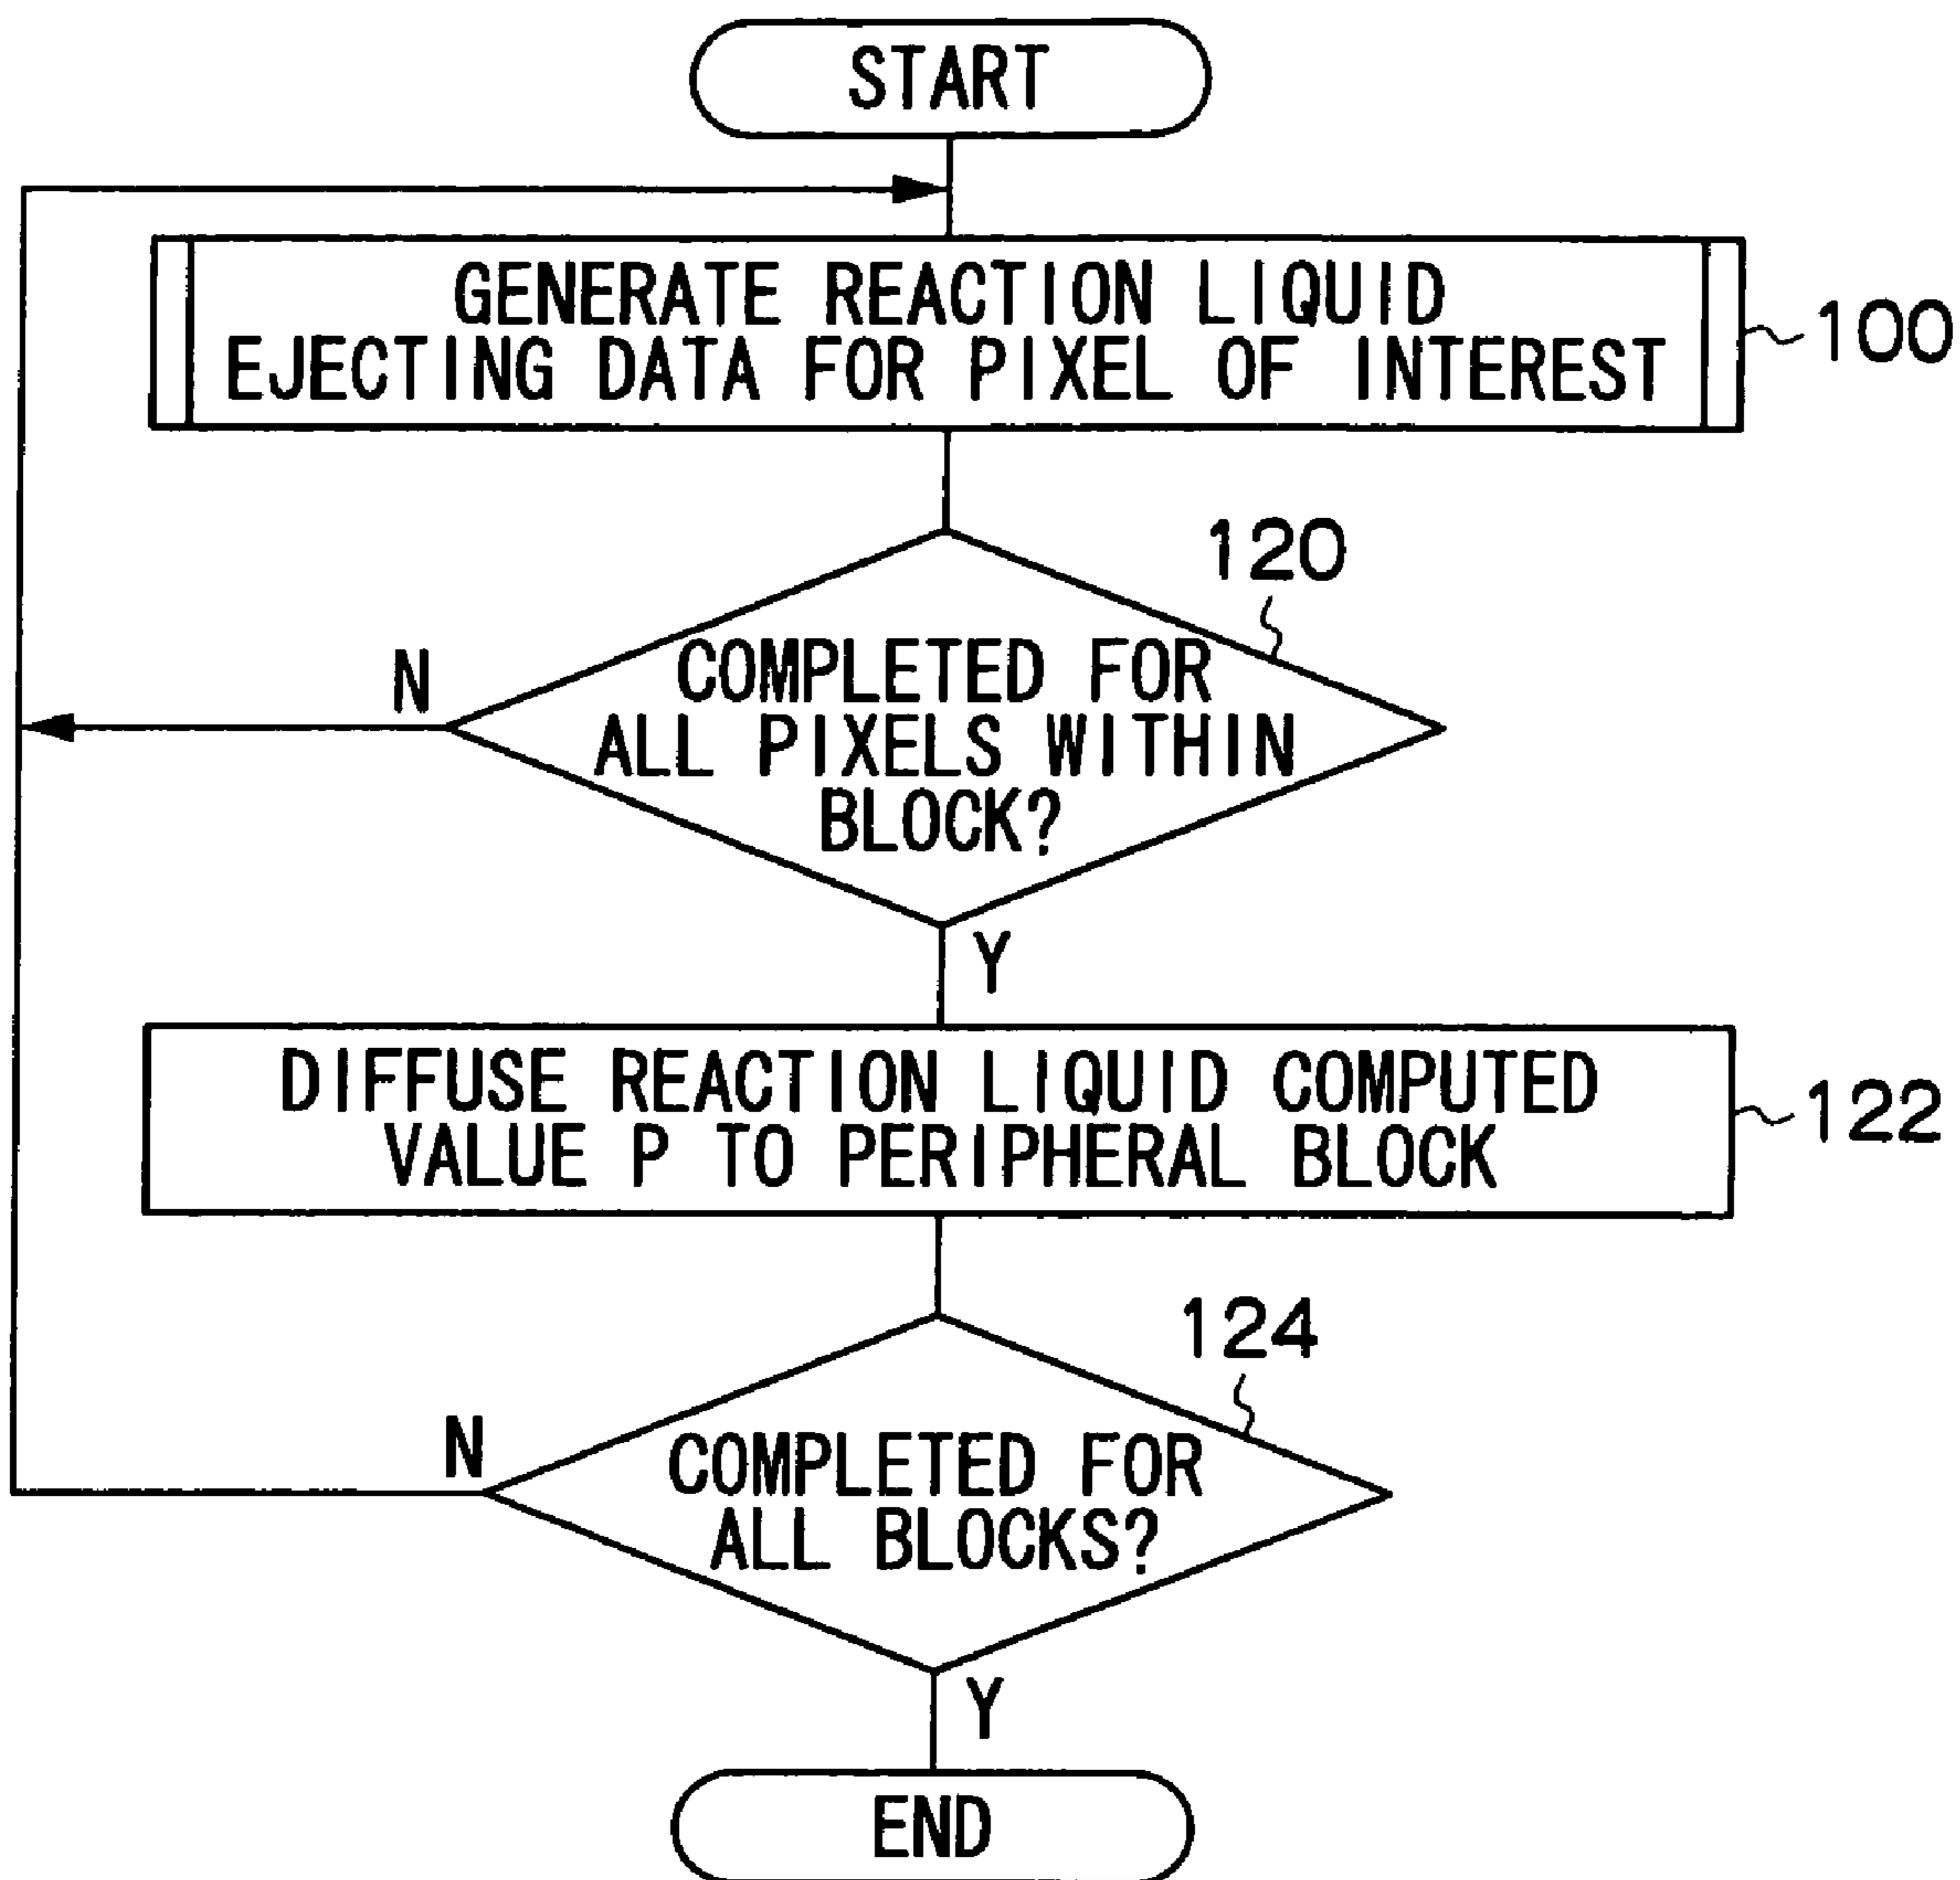 START
GENERATE REACTION LIQUID
EJECTING DATA FOR PIXEL OF INTEREST
100
120
N
COMPLETED FOR
ALL PIXELS WITHIN
BLOCK?
Y
DIFFUSE REACTION LIQUID COMPUTED
VALUE P TO PERIPHERAL BLOCK
122
124
N
COMPLETED FOR
ALL BLOCKS?
Y
END